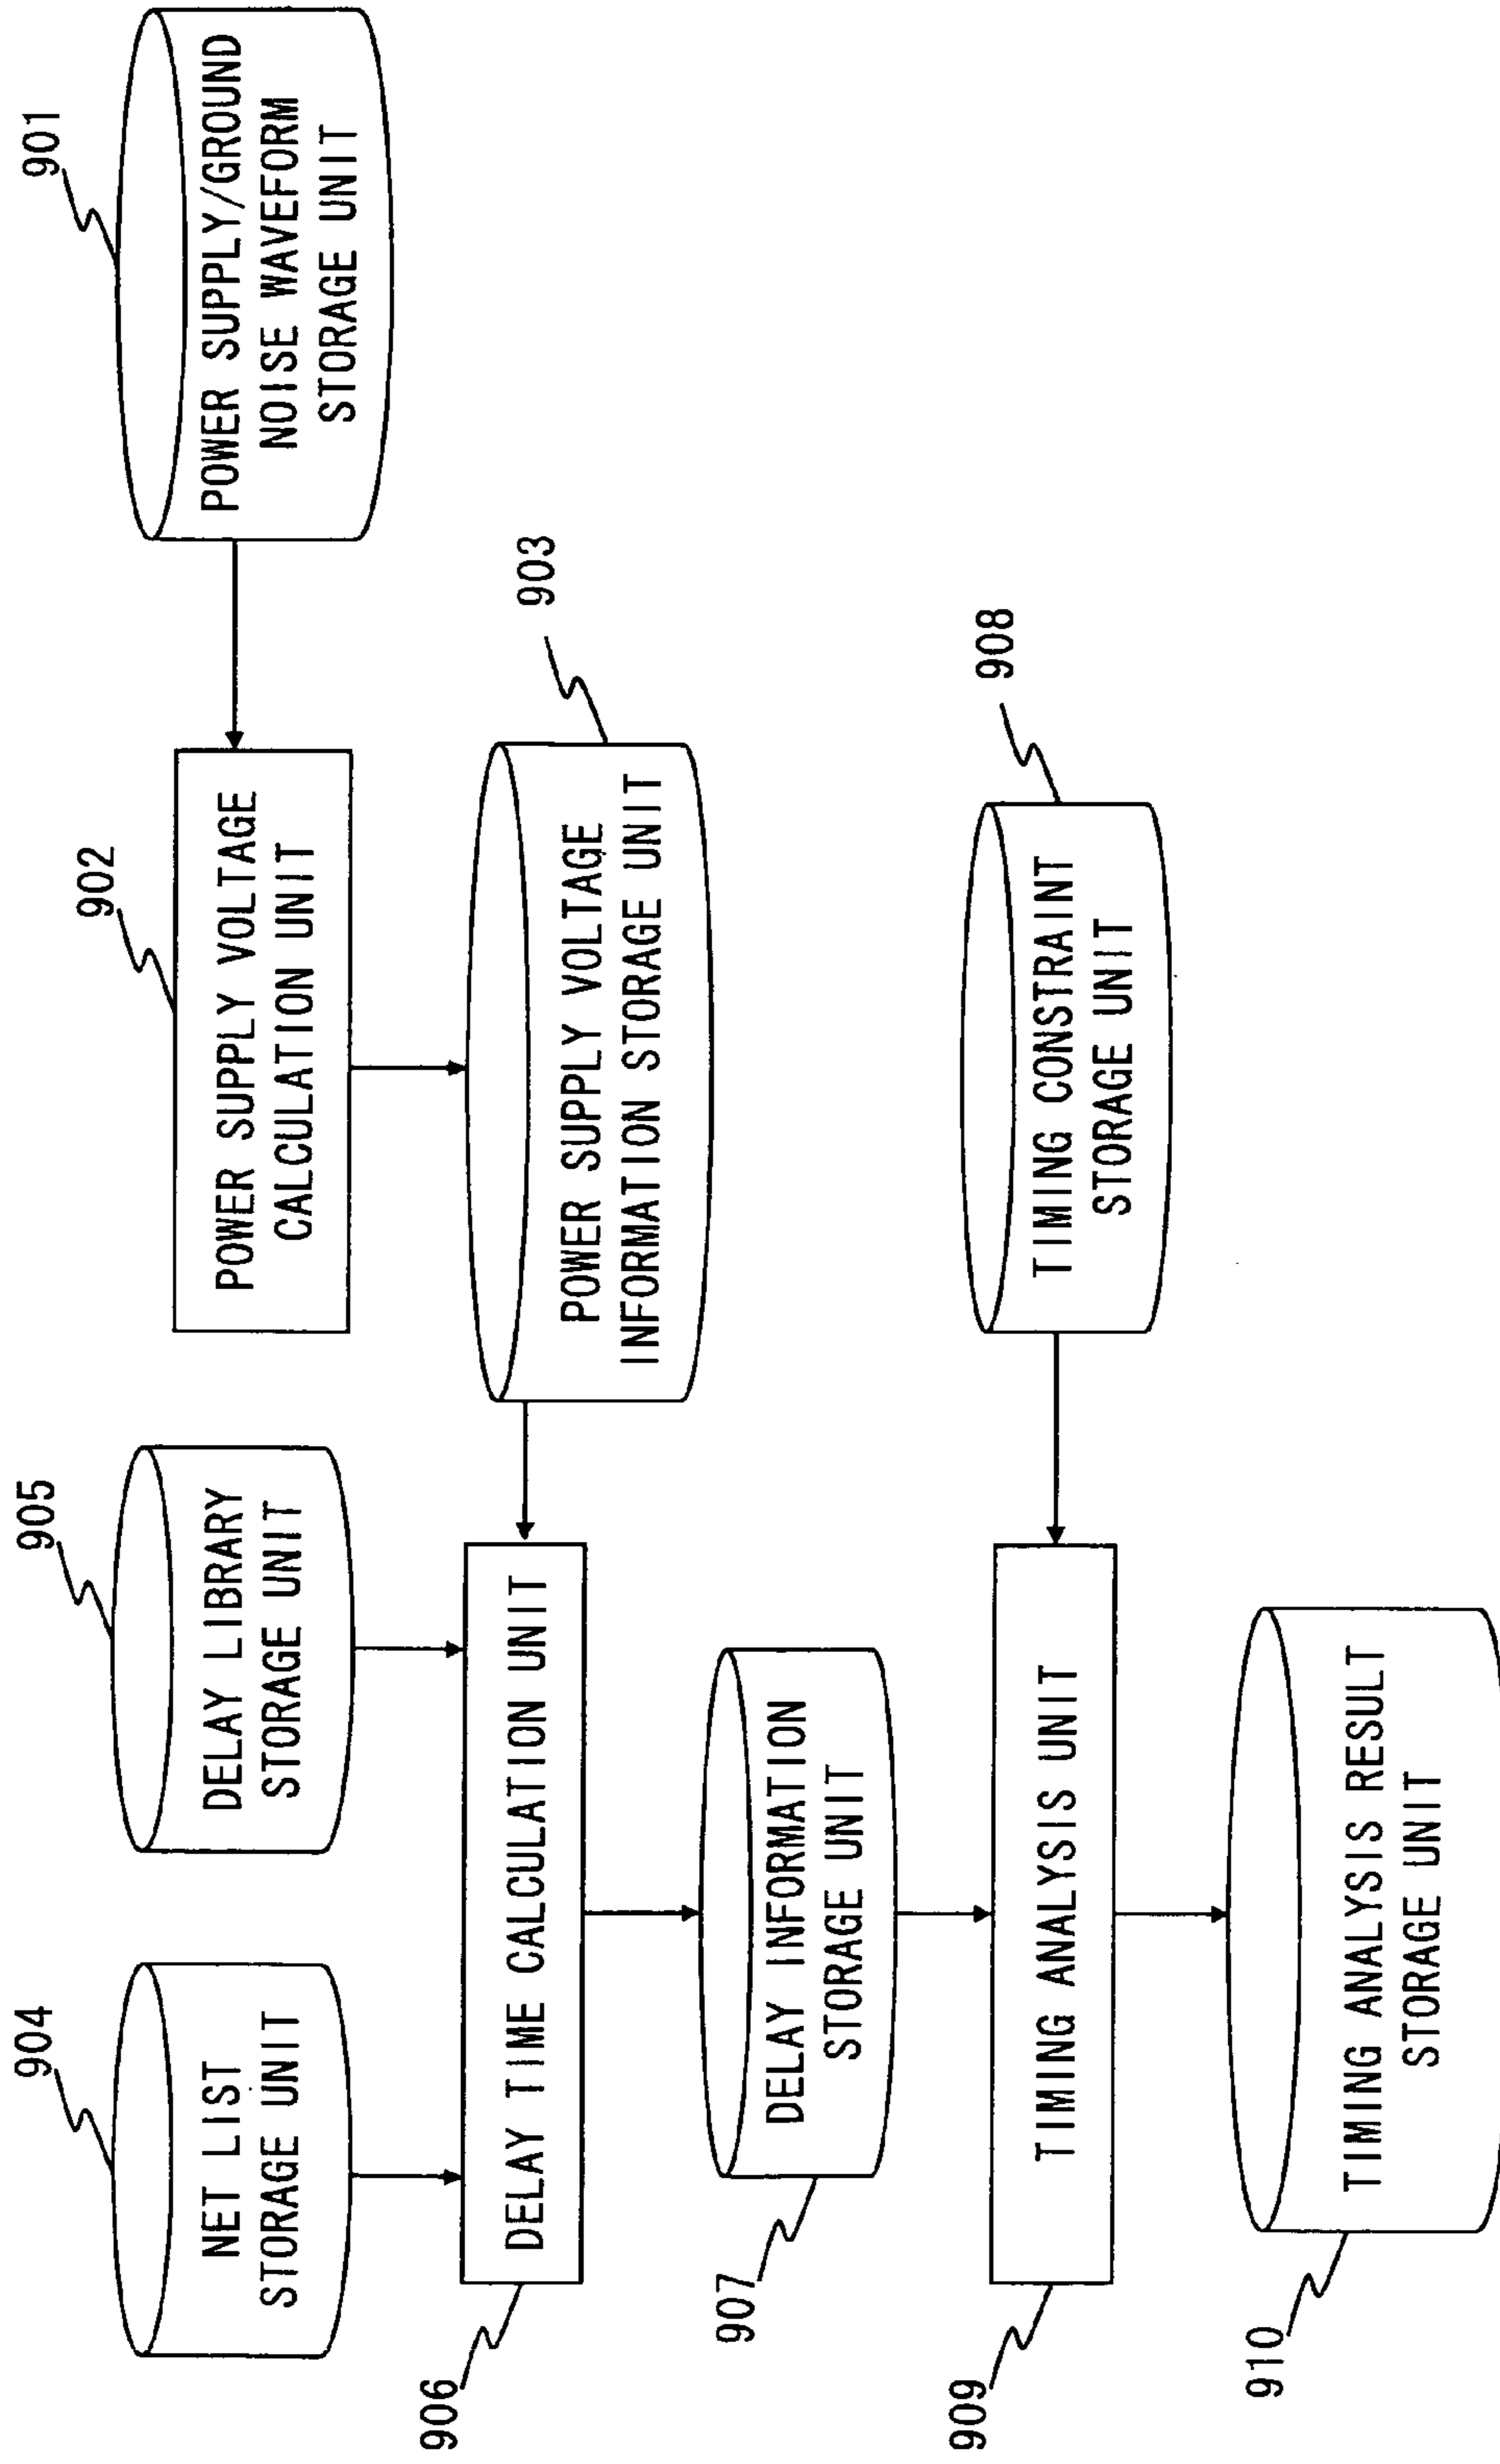 904
NET LIST
STORAGE UNIT
905
DELAY LIBRARY
STORAGE UNIT
902
POWER SUPPLY VOLTAGE
CALCULATION UNIT
901
POWER SUPPLY/GROUND
NOISE WAVEFORM
STORAGE UNIT
906
DELAY TIME CALCULATION UNIT
903
POWER SUPPLY VOLTAGE
INFORMATION STORAGE UNIT
907
DELAY INFORMATION
STORAGE UNIT
909
TIMING ANALYSIS UNIT
908
TIMING CONSTRAINT
STORAGE UNIT
910
TIMING ANALYSIS RESULT
STORAGE UNIT